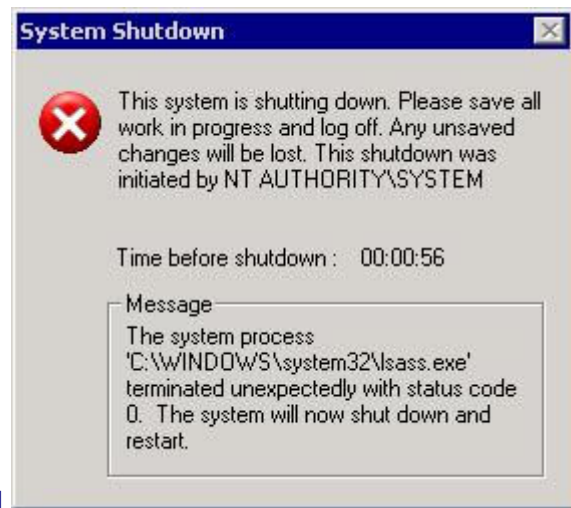 System Shutdown
This system is shutting down. Please save all
work in progress and log off. Any unsaved
changes will be lost. This shutdown was
initiated by NT AUTHORITY\SYSTEM
Time before shutdown : 00:00:56
Message
The system process
'C:\WINDOWS\system32\lsass.exe'
terminated unexpectedly with status code
0. The system will now shut down and
restart.